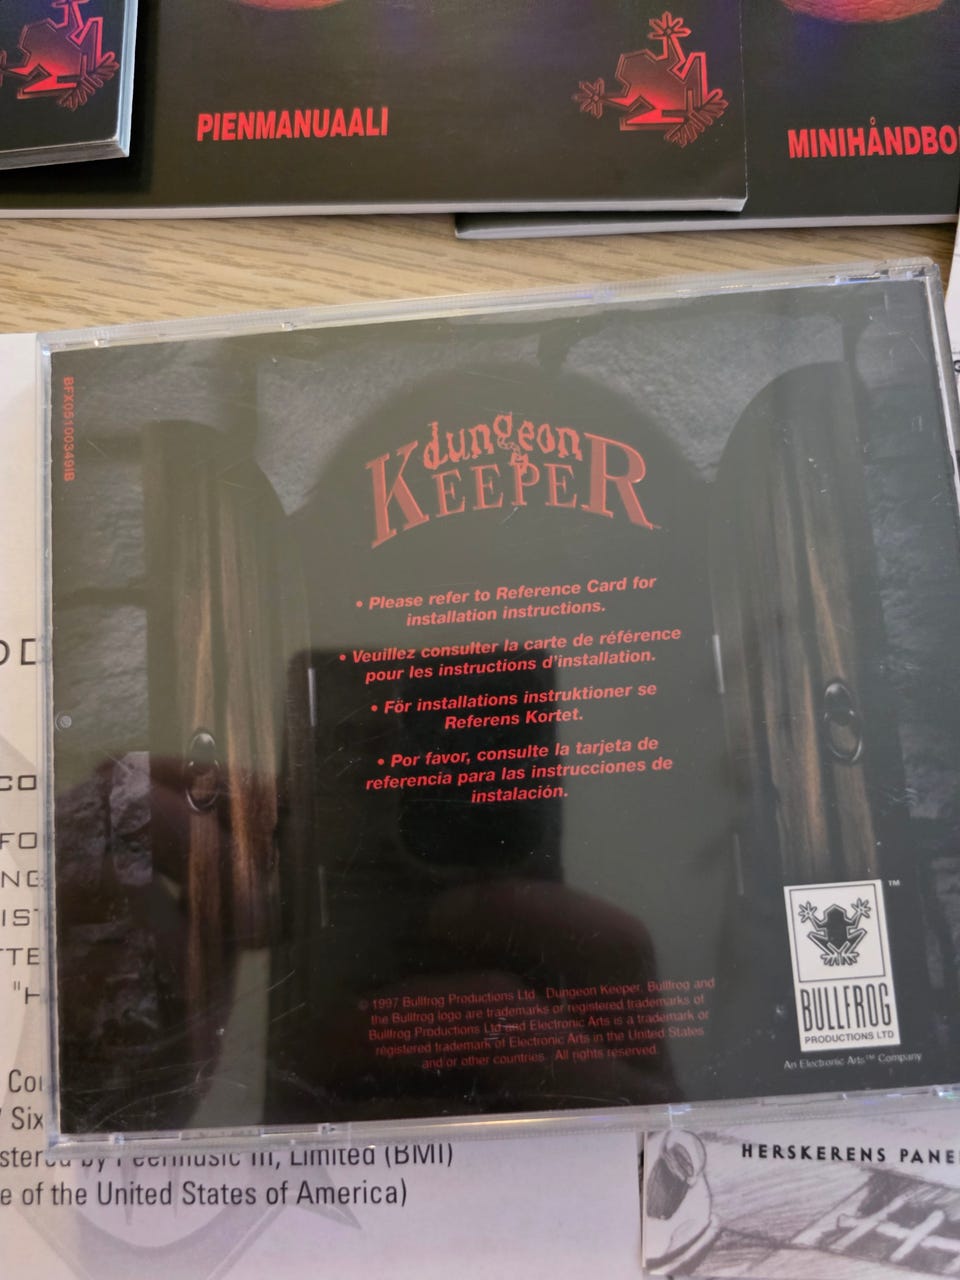 PIENMANUAALI
MINIHÅNDBO
BFX05100349IB
dungeon
KEEPER
• Please refer to Reference Card for
installation instructions.
• Veuillez consulter la carte de référence
pour les instructions d'installation.
• För installations instruktioner se
Referens Kortet.
• Por favor, consulte la tarjeta de
referencia para las instrucciones de
instalación.
© 1997 Bullfrog Productions Ltd. Dungeon Keeper, Bullfrog and
the Bullfrog logo are trademarks or registered trademarks of
Bullfrog Productions Ltd and Electronic Arts is a trademark or
registered trademark of Electronic Arts in the United States
and/or other countries. All rights reserved.
TM
BULLFROG
PRODUCTIONS LTD
An Electronic Arts™ Company
CO
FO
NG
IST
TTE
"H
Cor
Six
stered by Peermusic III, Limited (BMI)
e of the United States of America)
HERSKERENS PANE